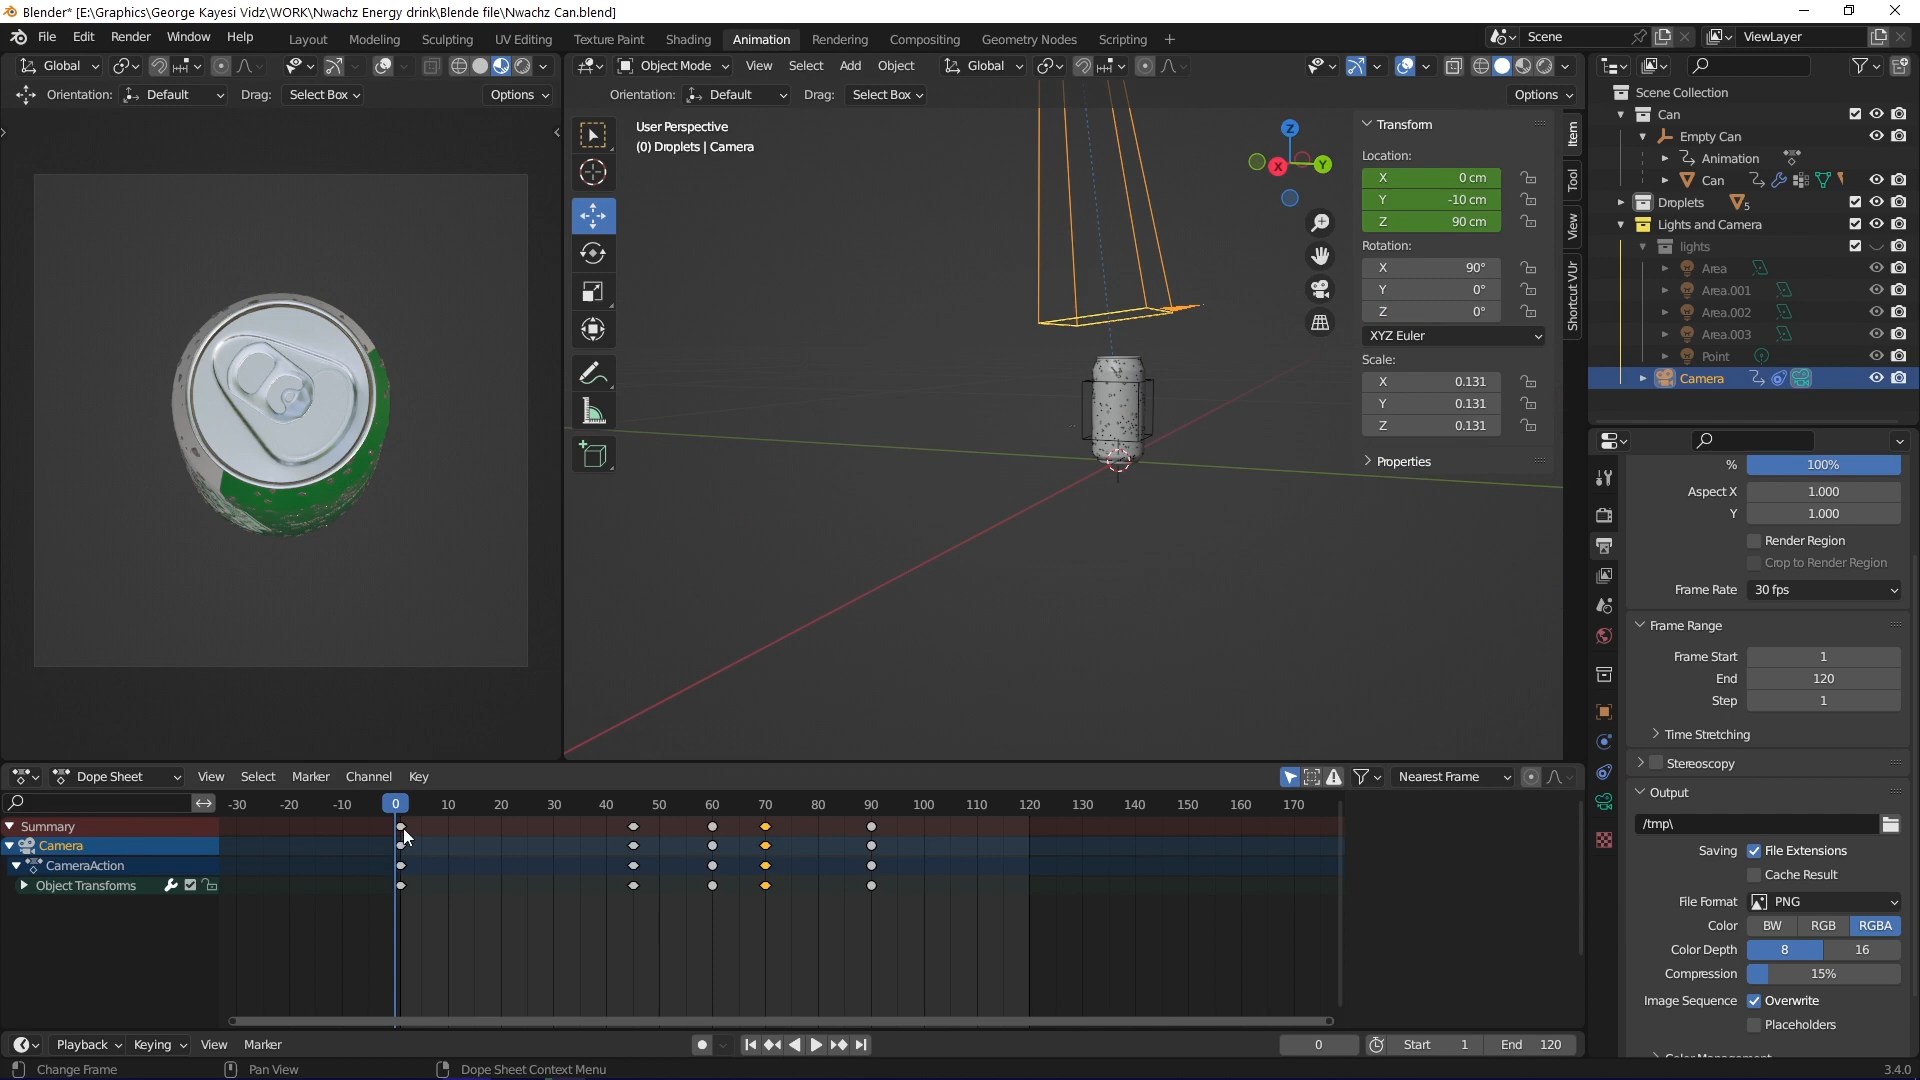 Blender* [E:\Graphics\George Kayesi Vidz\WORK\Nwachz Energy drink\Blende file\Nwachz Can.blend]
File Edit Render Window Help Layout Modeling Sculpting UV Editing Texture Paint Shading Animation Rendering Compositing Geometry Nodes Scripting + Scene ViewLayer
Global Object Mode View Select Add Object Global
Orientation: Default Drag: Select Box Options Orientation: Default Drag: Select Box Options
User Perspective
(0) Droplets | Camera
Z
Y
X
Transform
Location:
X 0 cm
Y -10 cm
Z 90 cm
Rotation:
X 90°
Y 0°
Z 0°
XYZ Euler
Scale:
X 0.131
Y 0.131
Z 0.131
Properties
Item
Tool
View
Shortcut VUr
Scene Collection
Can
Empty Can
Animation
Can
Droplets 5
Lights and Camera
lights
Area
Area.001
Area.002
Area.003
Point
Camera
% 100%
Aspect X 1.000
Y 1.000
Render Region
Crop to Render Region
Frame Rate 30 fps
Frame Range
Frame Start 1
End 120
Step 1
Time Stretching
Stereoscopy
Output
/tmp\
Saving File Extensions
Cache Result
File Format PNG
Color BW RGB RGBA
Color Depth 8 16
Compression 15%
Image Sequence Overwrite
Placeholders
Color Management
Dope Sheet View Select Marker Channel Key Nearest Frame
-30 -20 -10 0 10 20 30 40 50 60 70 80 90 100 110 120 130 140 150 160 170
Summary
Camera
CameraAction
Object Transforms
Playback Keying View Marker 0 Start 1 End 120
Change Frame Pan View Dope Sheet Context Menu 3.4.0